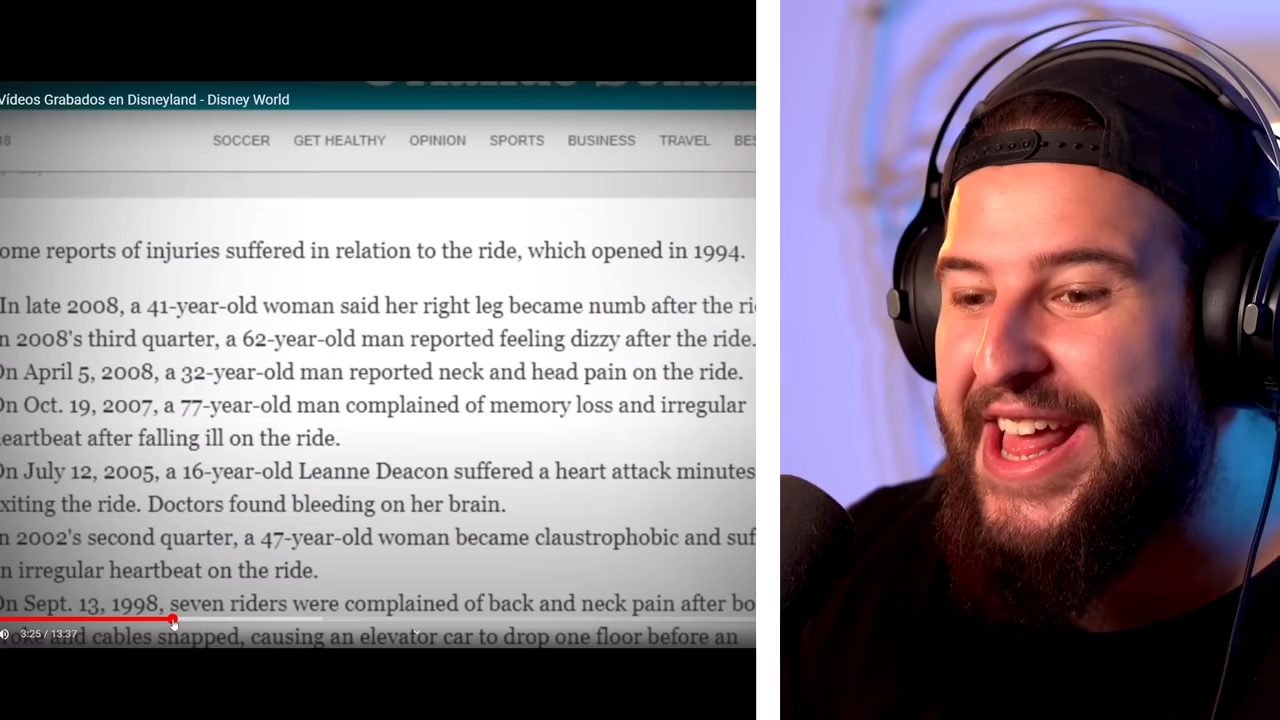 Vídeos Grabados en Disneyland - Disney World
SOCCER GET HEALTHY OPINION SPORTS BUSINESS TRAVEL
reports of injuries suffered in relation to the ride, which opened in 1994.
In late 2008, a 41-year-old woman said her right leg became numb after the
2008's third quarter, a 62-year-old man reported feeling dizzy after the ride.
On April 5, 2008, a 32-year-old man reported neck and head pain on the ride.
On Oct. 19, 2007, a 77-year-old man complained of memory loss and irregular
after falling ill on the ride.
On July 12, 2005, a 16-year-old Leanne Deacon suffered a heart attack minutes
the ride. Doctors found bleeding on her brain.
2002's second quarter, a 47-year-old woman became claustrophobic and
irregular heartbeat on the ride.
On Sept. 13, 1998, seven riders were complained of back and neck pain after
and cables snapped, causing an elevator car to drop one floor before an
3:25 / 13:37